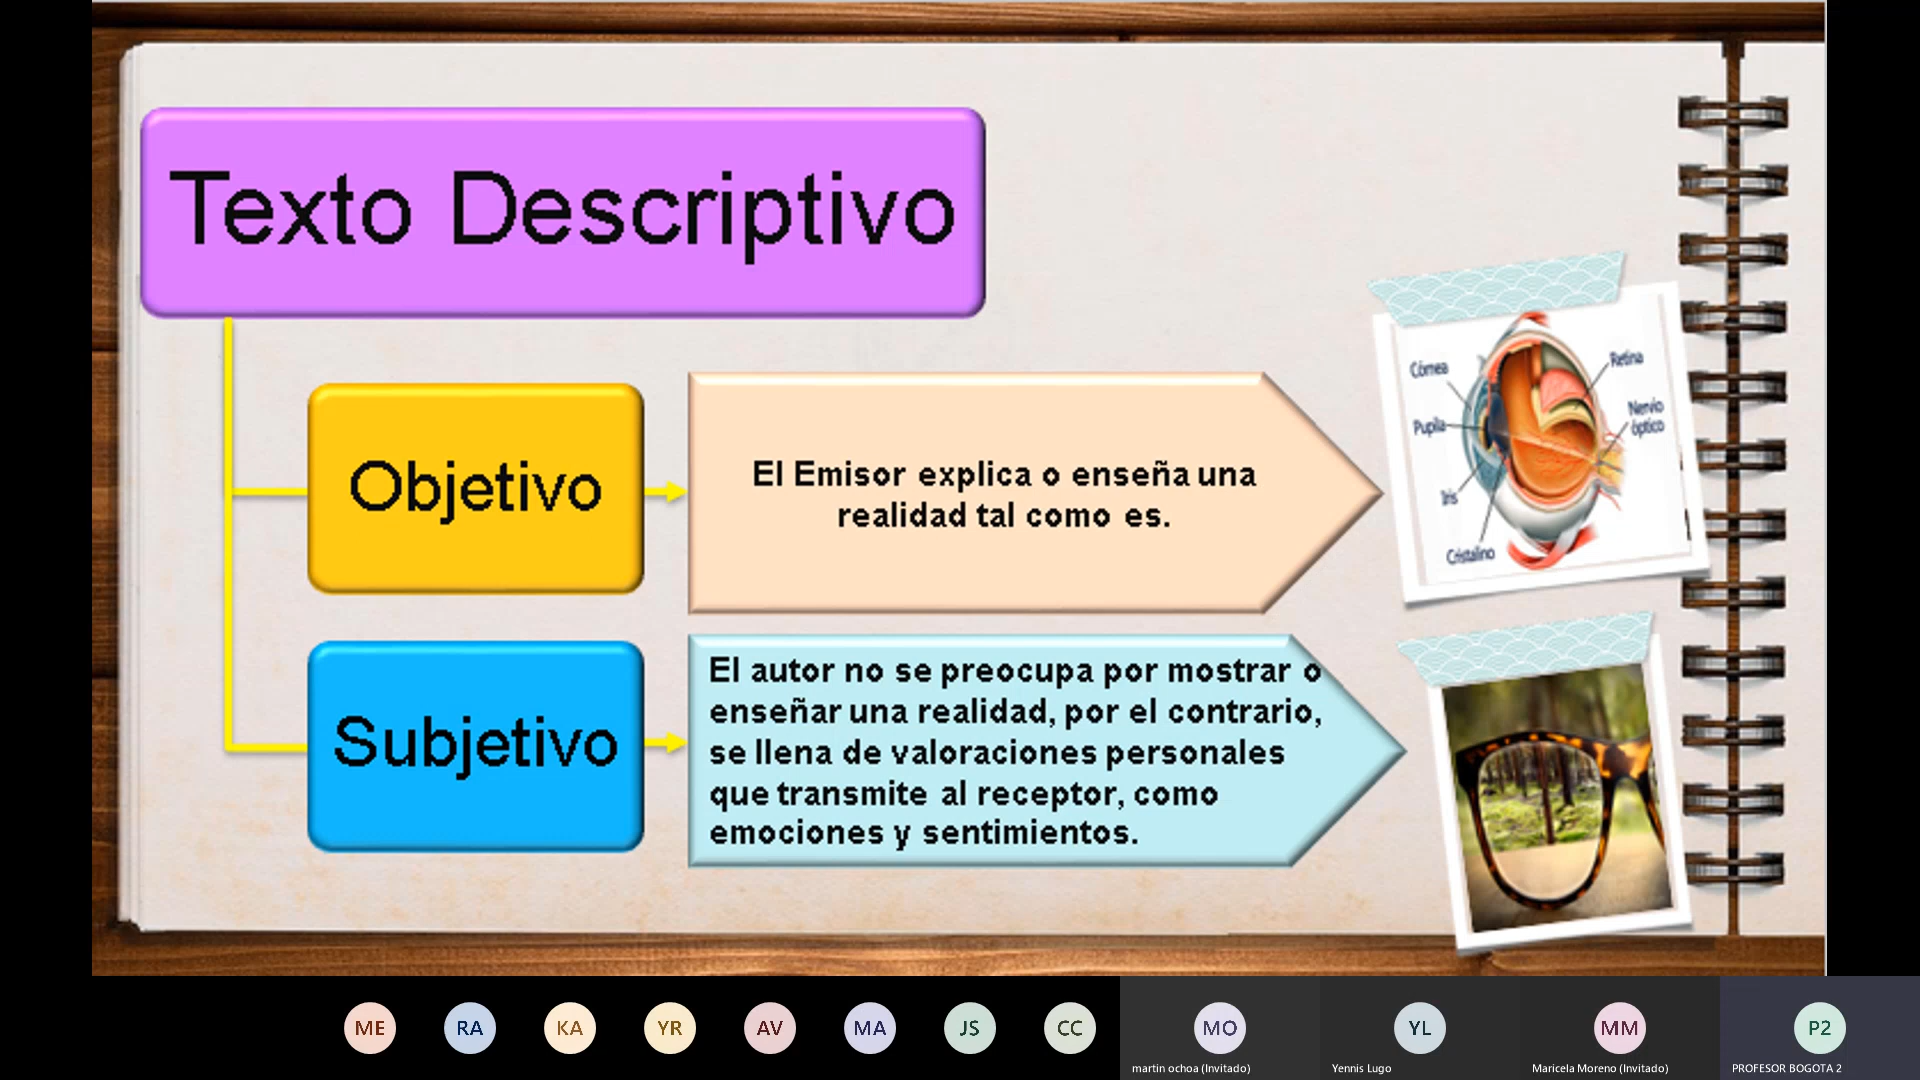 Texto Descriptivo
Objetivo
El Emisor explica o enseña una
realidad tal como es.
Córnea
Retina
Pupila
Nervio
óptico
Iris
Cristalino
Subjetivo
El autor no se preocupa por mostrar o
enseñar una realidad, por el contrario,
se llena de valoraciones personales
que transmite al receptor, como
emociones y sentimientos.
ME
RA
KA
YR
AV
MA
JS
CC
MO
YL
MM
P2
martin ochoa (Invitado)
Yennis Lugo
Maricela Moreno (Invitado)
PROFESOR BOGOTA 2